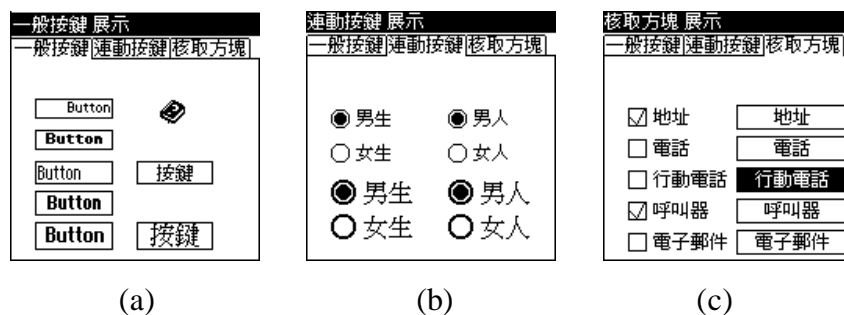 一般按鍵 展示
一般按鍵 連動按鍵 核取方塊
Button
Button
Button 按鍵
Button
Button 按鍵
(a)
連動按鍵 展示
一般按鍵 連動按鍵 核取方塊
男生 男人
女生 女人
男生 男人
女生 女人
(b)
核取方塊 展示
一般按鍵 連動按鍵 核取方塊
地址 地址
電話 電話
行動電話 行動電話
呼叫器 呼叫器
電子郵件 電子郵件
(c)